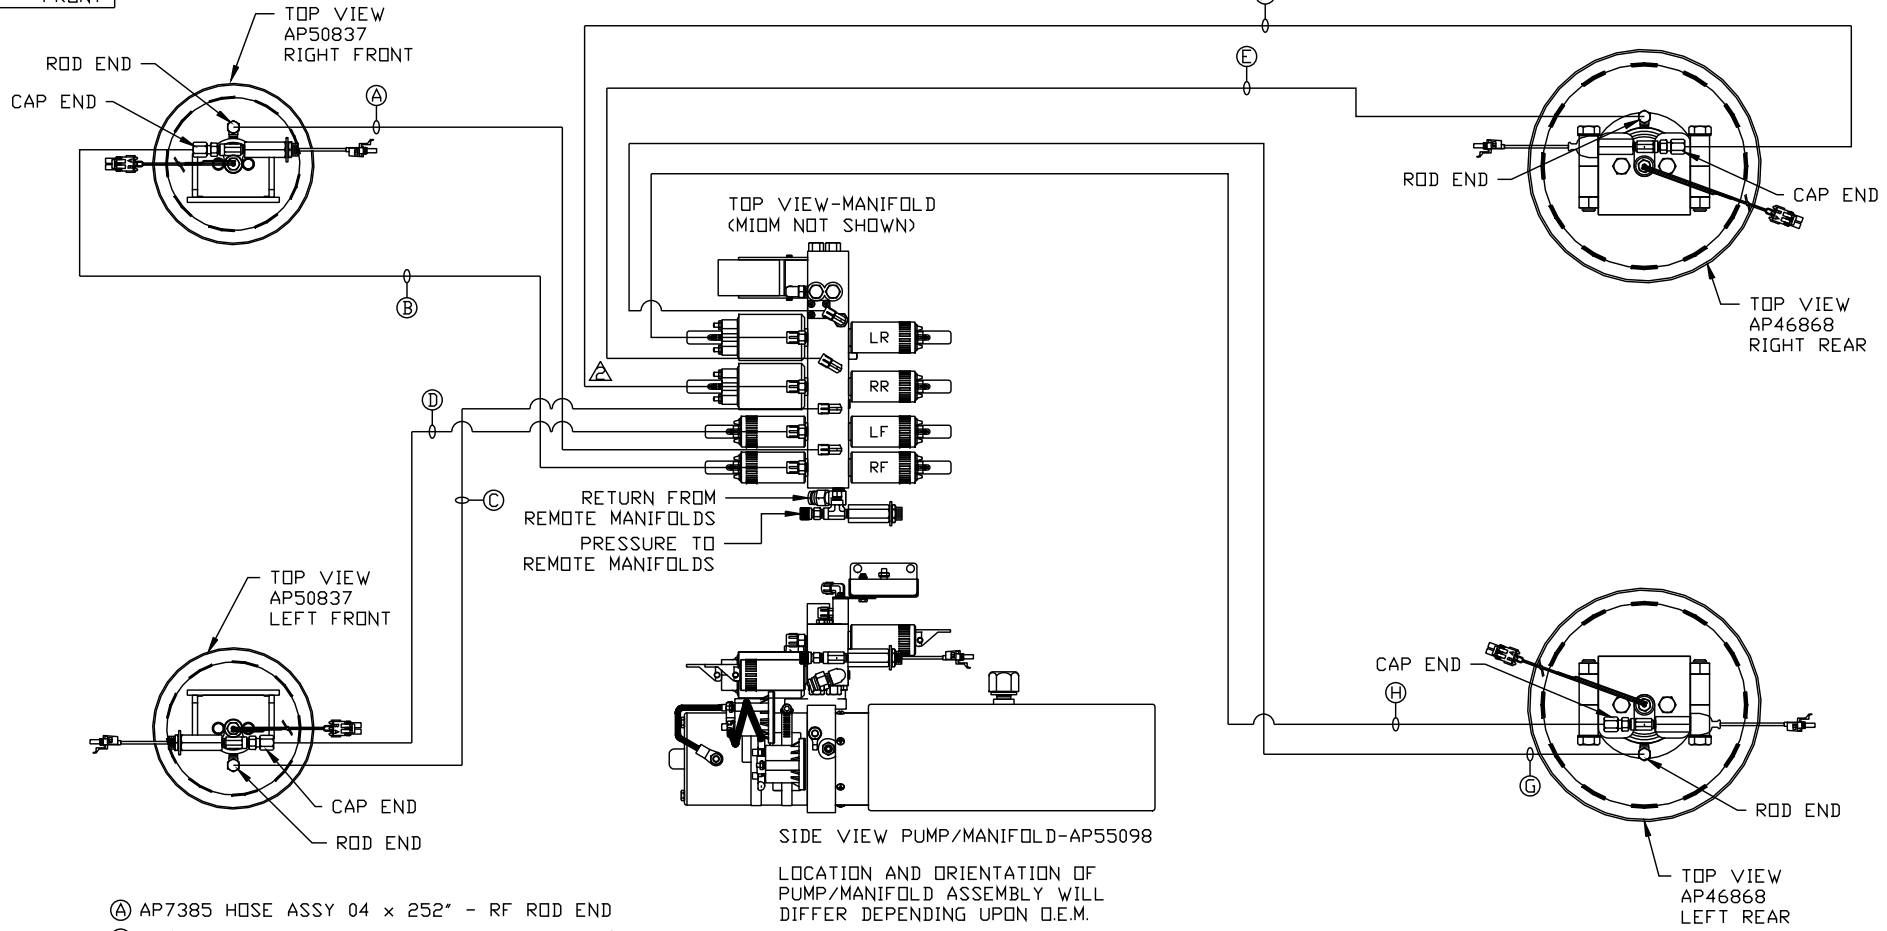 FRONT
TOP VIEW
AP50837
RIGHT FRONT
ROD END
CAP END
A
E
ROD END
CAP END
TOP VIEW-MANIFOLD
(MIOM NOT SHOWN)
B
TOP VIEW
AP46868
RIGHT REAR
LR
2
RR
D
LF
RF
C
RETURN FROM
REMOTE MANIFOLDS
PRESSURE TO
REMOTE MANIFOLDS
TOP VIEW
AP50837
LEFT FRONT
CAP END
H
G
CAP END
ROD END
ROD END
SIDE VIEW PUMP/MANIFOLD-AP55098
LOCATION AND ORIENTATION OF
PUMP/MANIFOLD ASSEMBLY WILL
DIFFER DEPENDING UPON O.E.M.
TOP VIEW
AP46868
LEFT REAR
A AP7385 HOSE ASSY 04 x 252" - RF ROD END